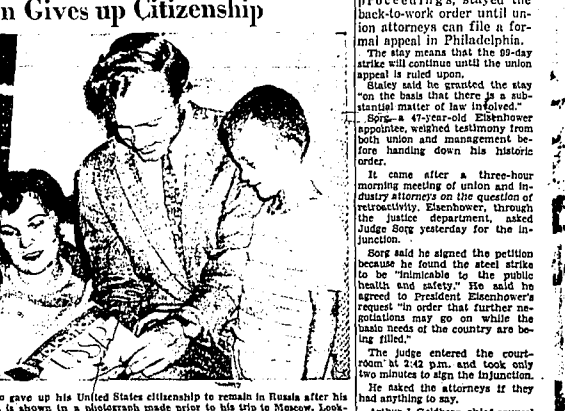 n Gives up Citizenship
o gave up his United States citizenship to remain in Russia after his
is shown in a photograph made prior to his trip to Moscow. Look-
proceedings, stayed the
back-to-work order until un-
ion attorneys can file a for-
mal appeal in Philadelphia.
The stay means that the 99-day
strike will continue until the union
appeal is ruled upon.
Staley said he granted the stay
"on the basis that there is a sub-
stantial matter of law involved."
Sorg—a 47-year-old Eisenhower
appointee, weighed testimony from
both union and management be-
fore handing down his historic
order.
It came after a three-hour
morning meeting of union and in-
dustry attorneys on the question of
retroactivity. Eisenhower, through
the justice department, asked
Judge Sorg yesterday for the in-
junction.
Sorg said he signed the petition
because he found the steel strike
to be "inimicable to the public
health and safety." He said he
agreed to President Eisenhower's
request "in order that further ne-
gotiations may go on while the
basic needs of the country are be-
ing filled."
The judge entered the court-
room at 2:42 p.m. and took only
two minutes to sign the injunction.
He asked the attorneys if they
had anything to say.
Arthur J. Goldberg, chief counsel